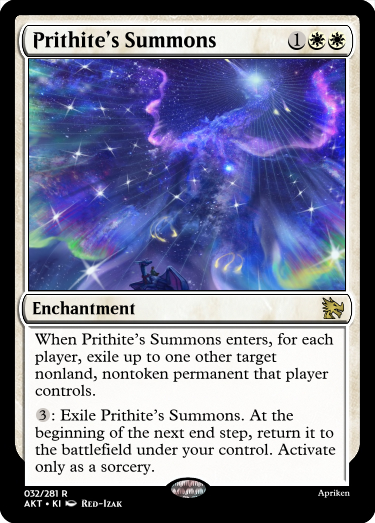 Prithite's Summons 1
Enchantment
When Prithite's Summons enters, for each
player, exile up to one other target
nonland, nontoken permanent that player
controls.
3: Exile Prithite's Summons. At the
beginning of the next end step, return it to
the battlefield under your control. Activate
only as a sorcery.
032/281 R
Apriken
AKT • KI Red-Izak